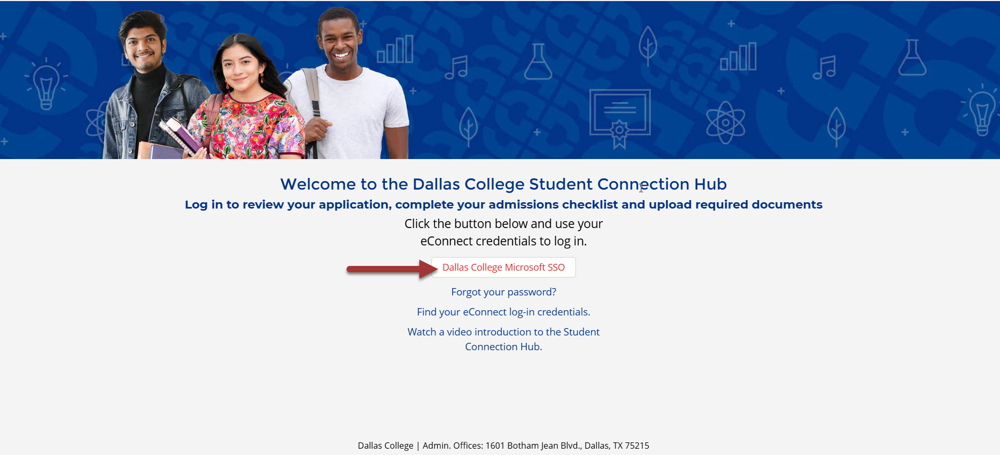 Welcome to the Dallas College Student Connection Hub
Log in to review your application, complete your admissions checklist and upload required documents
Click the button below and use your
eConnect credentials to log in.
Dallas College Microsoft SSO
Forgot your password?
Find your eConnect log-in credentials.
Watch a video introduction to the Student
Connection Hub.
Dallas College | Admin. Offices: 1601 Botham Jean Blvd., Dallas, TX 75215